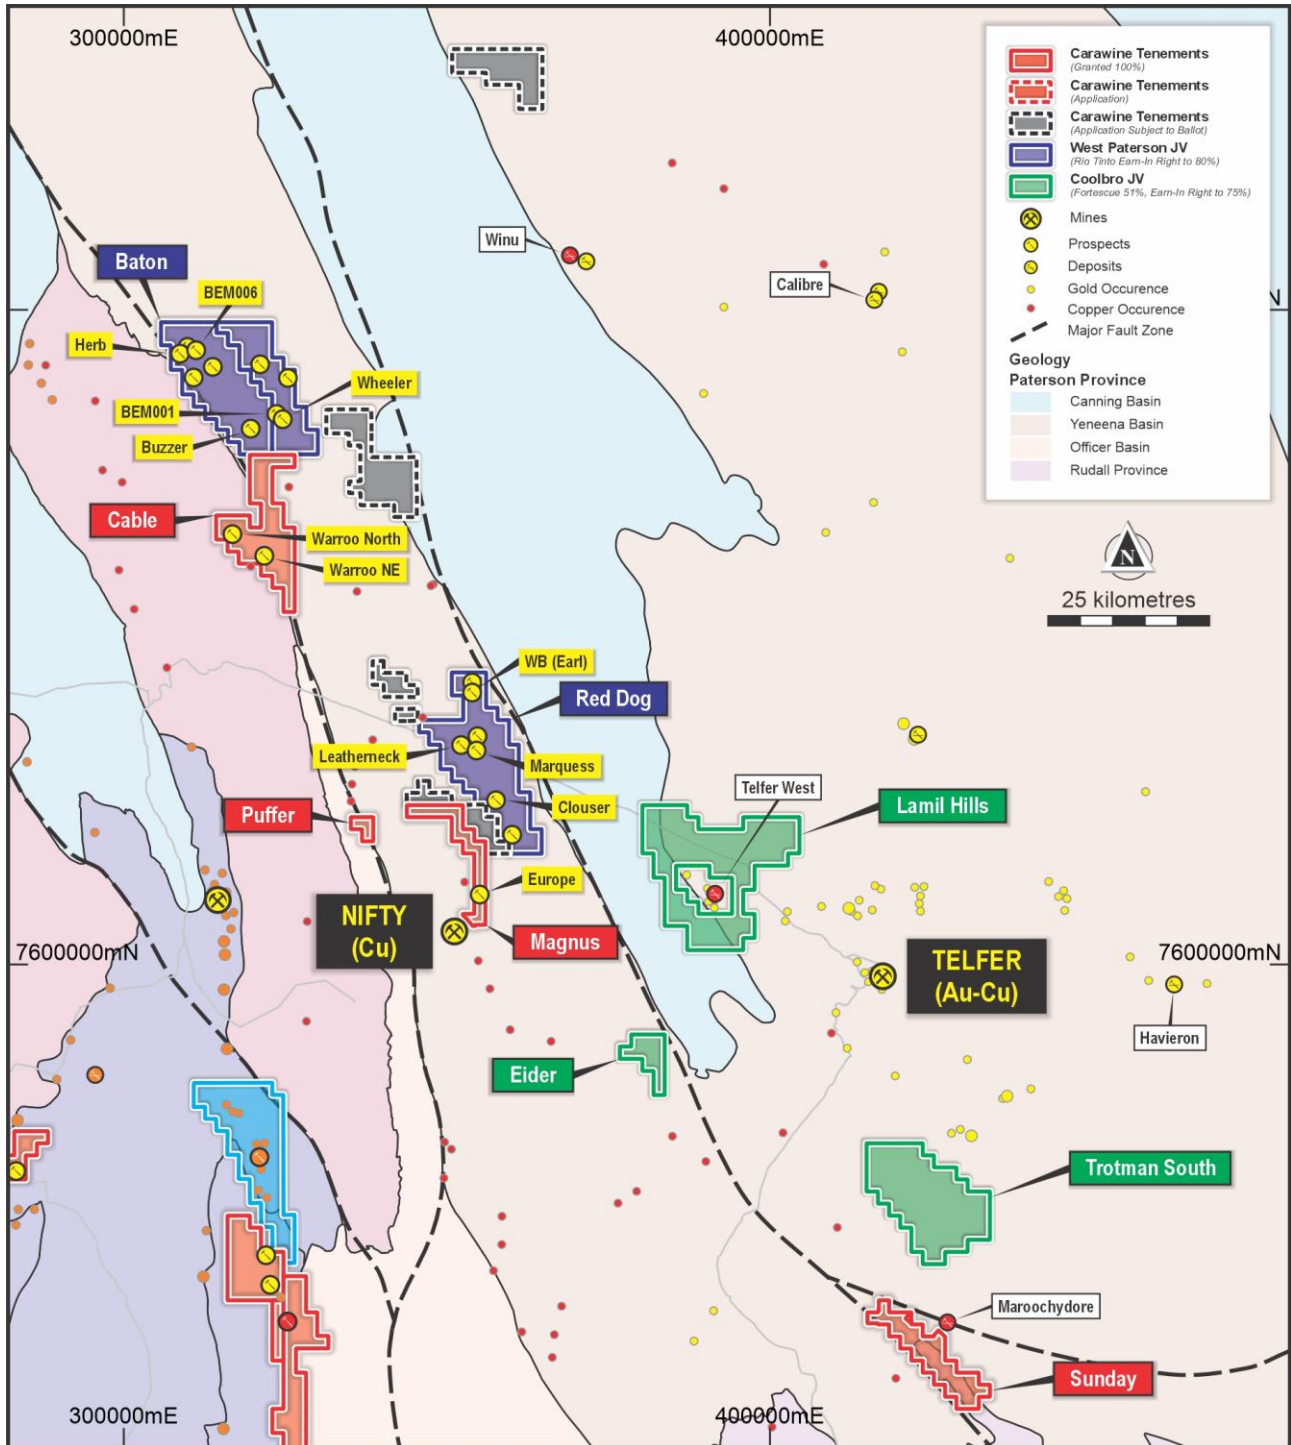 300000mE
400000mE
Carawine Tenements
(Granted 100%)
Carawine Tenements
(Application)
Carawine Tenements
(Application Subject to Ballot)
West Paterson JV
(Rio Tinto Earn-In Right to 80%)
Coolbro JV
(Fortescue 51%, Earn-In Right to 75%)
Mines
Prospects
Deposits
Gold Occurence
Copper Occurence
Major Fault Zone
Geology
Paterson Province
Canning Basin
Yeneena Basin
Officer Basin
Rudall Province
Winu
Baton
Calibre
BEM006
N
Herb
Wheeler
BEM001
Buzzer
Cable
Warroo North
Warroo NE
N
25 kilometres
WB (Earl)
Red Dog
Leatherneck
Marquess
Telfer West
Clouser
Lamil Hills
Puffer
Europe
NIFTY
(Cu)
Magnus
7600000mN
TELFER
(Au-Cu)
7600000mN
Havieron
Eider
Trotman South
Maroochydore
Sunday
300000mE
400000mE